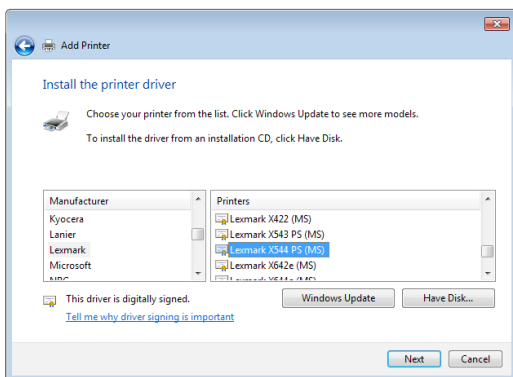 Add Printer
Install the printer driver
Choose your printer from the list. Click Windows Update to see more models.
To install the driver from an installation CD, click Have Disk.
Manufacturer
Kyocera
Lanier
Lexmark
Microsoft
Printers
Lexmark X422 (MS)
Lexmark X543 PS (MS)
Lexmark X544 PS (MS)
Lexmark X642e (MS)
This driver is digitally signed.
Tell me why driver signing is important
Windows Update
Have Disk...
Next
Cancel